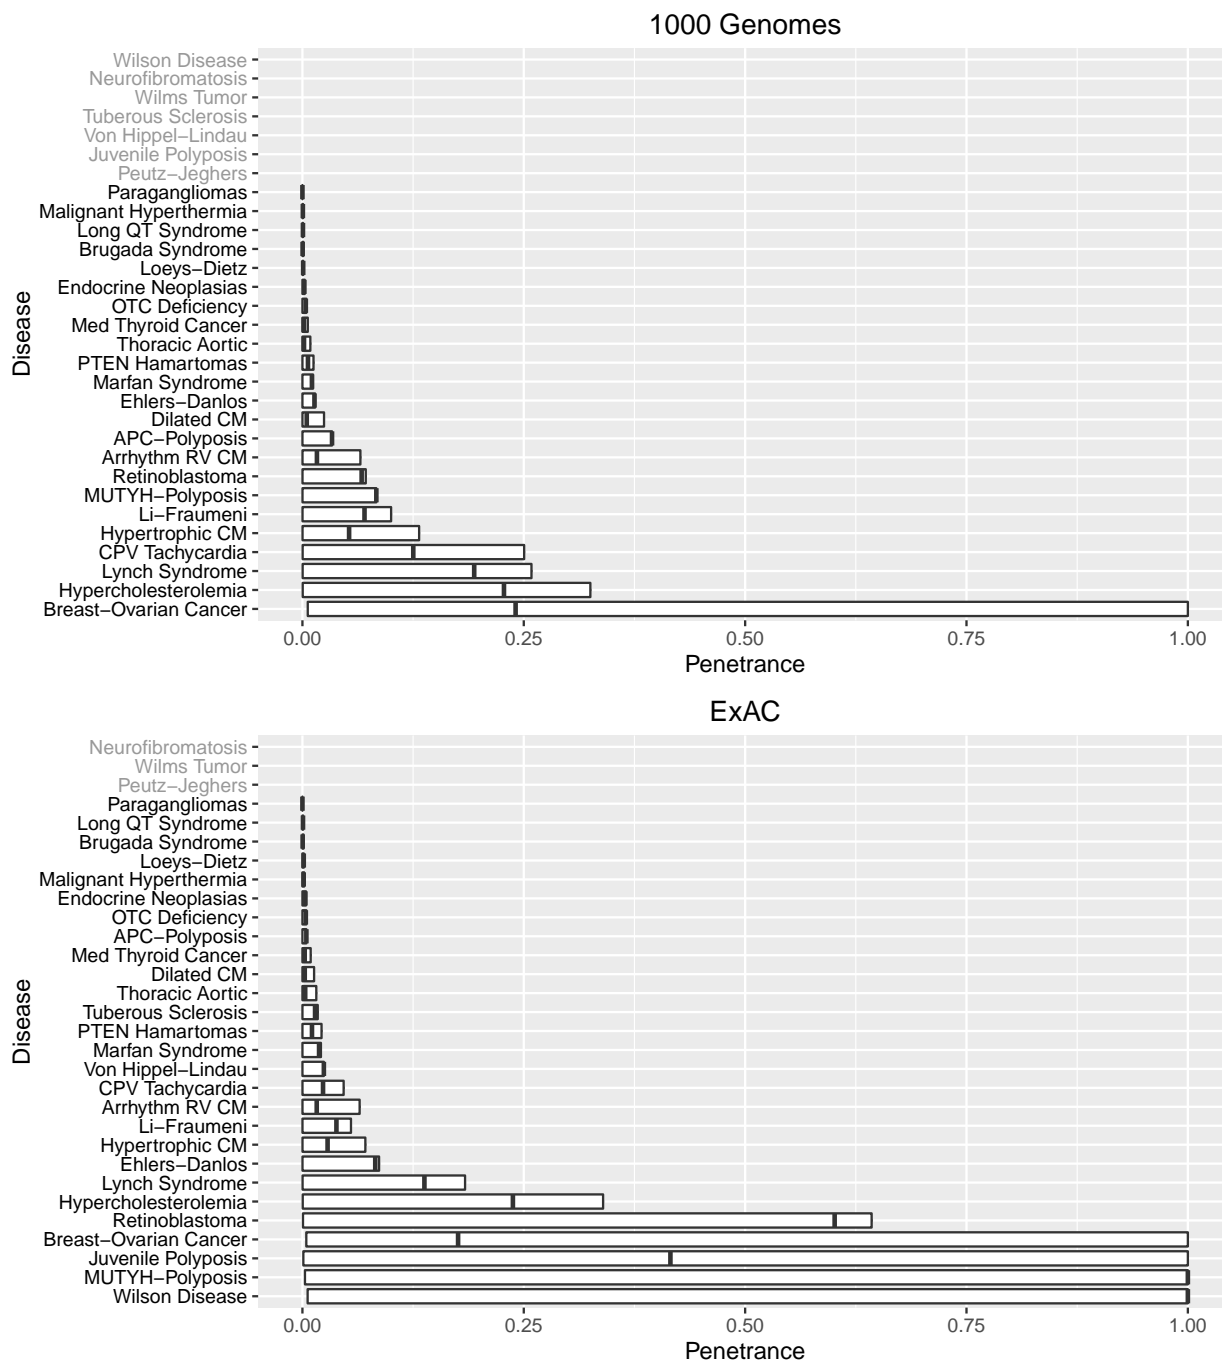 1000 Genomes
Wilson Disease
Neurofibromatosis
Wilms Tumor
Tuberous Sclerosis
Von Hippel−Lindau
Juvenile Polyposis
Peutz−Jeghers
Paragangliomas
Malignant Hyperthermia
Long QT Syndrome
Brugada Syndrome
Loeys−Dietz
Endocrine Neoplasias
OTC Deficiency
Med Thyroid Cancer
Thoracic Aortic
PTEN Hamartomas
Marfan Syndrome
Ehlers−Danlos
Dilated CM
APC−Polyposis
Arrhythm RV CM
Retinoblastoma
MUTYH−Polyposis
Li−Fraumeni
Hypertrophic CM
CPV Tachycardia
Lynch Syndrome
Hypercholesterolemia
Breast−Ovarian Cancer
Disease
0.00 0.25 0.50 0.75 1.00
Penetrance
ExAC
Neurofibromatosis
Wilms Tumor
Peutz−Jeghers
Paragangliomas
Long QT Syndrome
Brugada Syndrome
Loeys−Dietz
Malignant Hyperthermia
Endocrine Neoplasias
OTC Deficiency
APC−Polyposis
Med Thyroid Cancer
Dilated CM
Thoracic Aortic
Tuberous Sclerosis
PTEN Hamartomas
Marfan Syndrome
Von Hippel−Lindau
CPV Tachycardia
Arrhythm RV CM
Li−Fraumeni
Hypertrophic CM
Ehlers−Danlos
Lynch Syndrome
Hypercholesterolemia
Retinoblastoma
Breast−Ovarian Cancer
Juvenile Polyposis
MUTYH−Polyposis
Wilson Disease
Disease
0.00 0.25 0.50 0.75 1.00
Penetrance